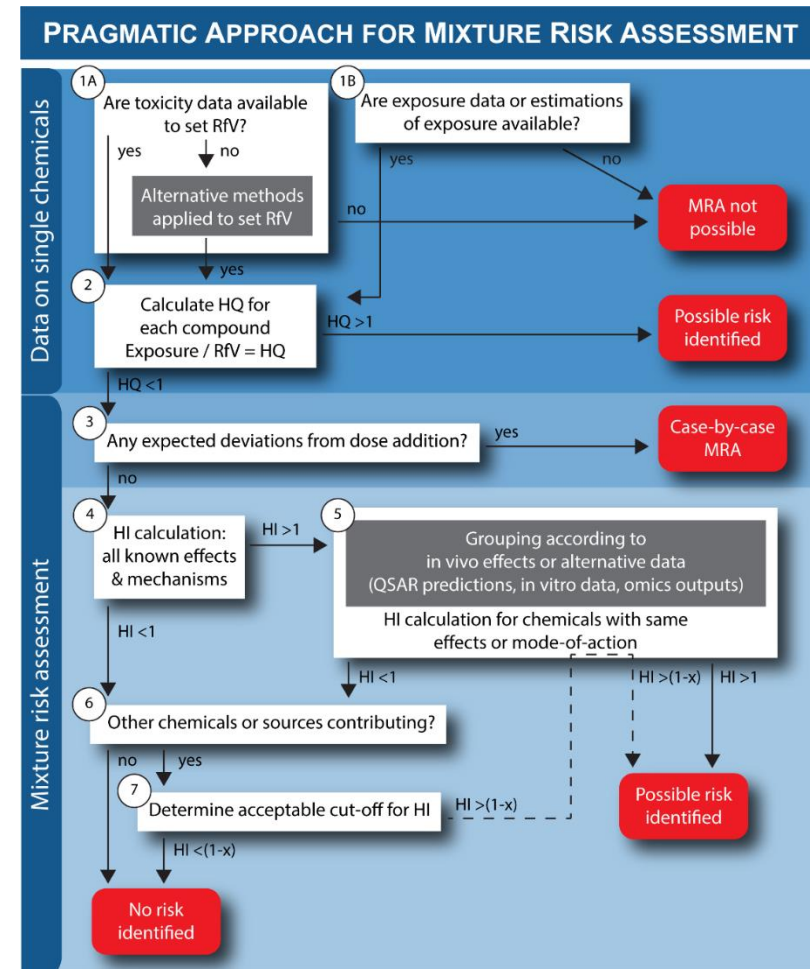 PRAGMATIC APPROACH FOR MIXTURE RISK ASSESSMENT
Data on single chemicals
1A
Are toxicity data available
to set RfV?
yes
no
Alternative methods
applied to set RfV
no
yes
1B
Are exposure data or estimations
of exposure available?
yes
no
MRA not
possible
2
Calculate HQ for
each compound
Exposure / RfV = HQ
HQ >1
Possible risk
identified
HQ <1
Mixture risk assessment
3
Any expected deviations from dose addition?
yes
Case-by-case
MRA
no
4
HI calculation:
all known effects
& mechanisms
HI >1
5
Grouping according to
in vivo effects or alternative data
(QSAR predictions, in vitro data, omics outputs)
HI calculation for chemicals with same
effects or mode-of-action
HI <1
HI <1
HI >(1-x)
HI >1
6
Other chemicals or sources contributing?
no
yes
7
Determine acceptable cut-off for HI
HI >(1-x)
Possible risk
identified
HI <(1-x)
No risk
identified